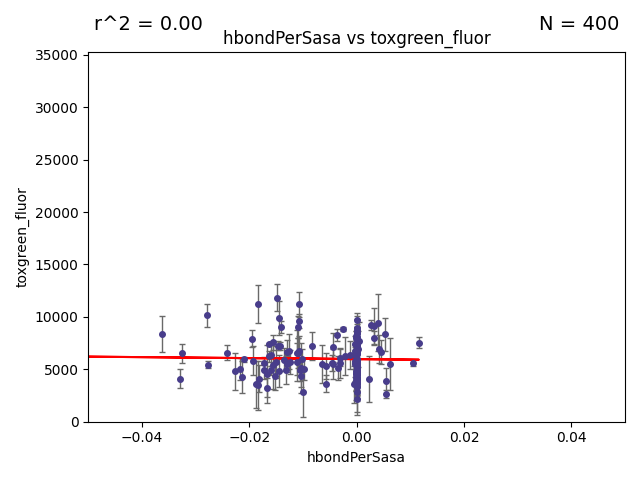 r^2 = 0.00
N = 400
hbondPerSasa vs toxgreen_fluor
35000
30000
25000
20000
15000
10000
5000
0
toxgreen_fluor
−0.04
−0.02
0.00
0.02
0.04
hbondPerSasa